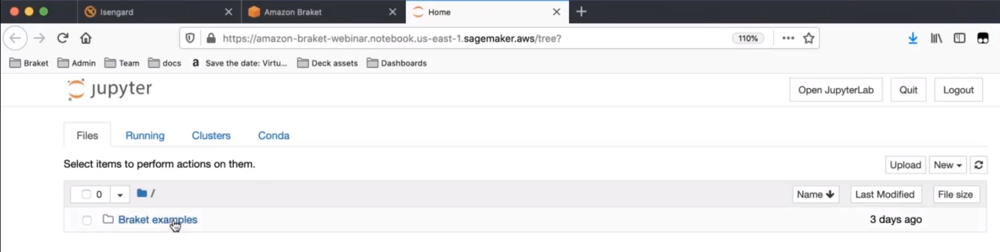 Isengard Amazon Braket Home
https://amazon-braket-webinar.notebook.us-east-1.sagemaker.aws/tree? 110%
Braket Admin Team docs a Save the date: Virtu... Deck assets Dashboards
jupyter Open JupyterLab Quit Logout
Files Running Clusters Conda
Select items to perform actions on them. Upload New
0 / Name Last Modified File size
Braket examples 3 days ago